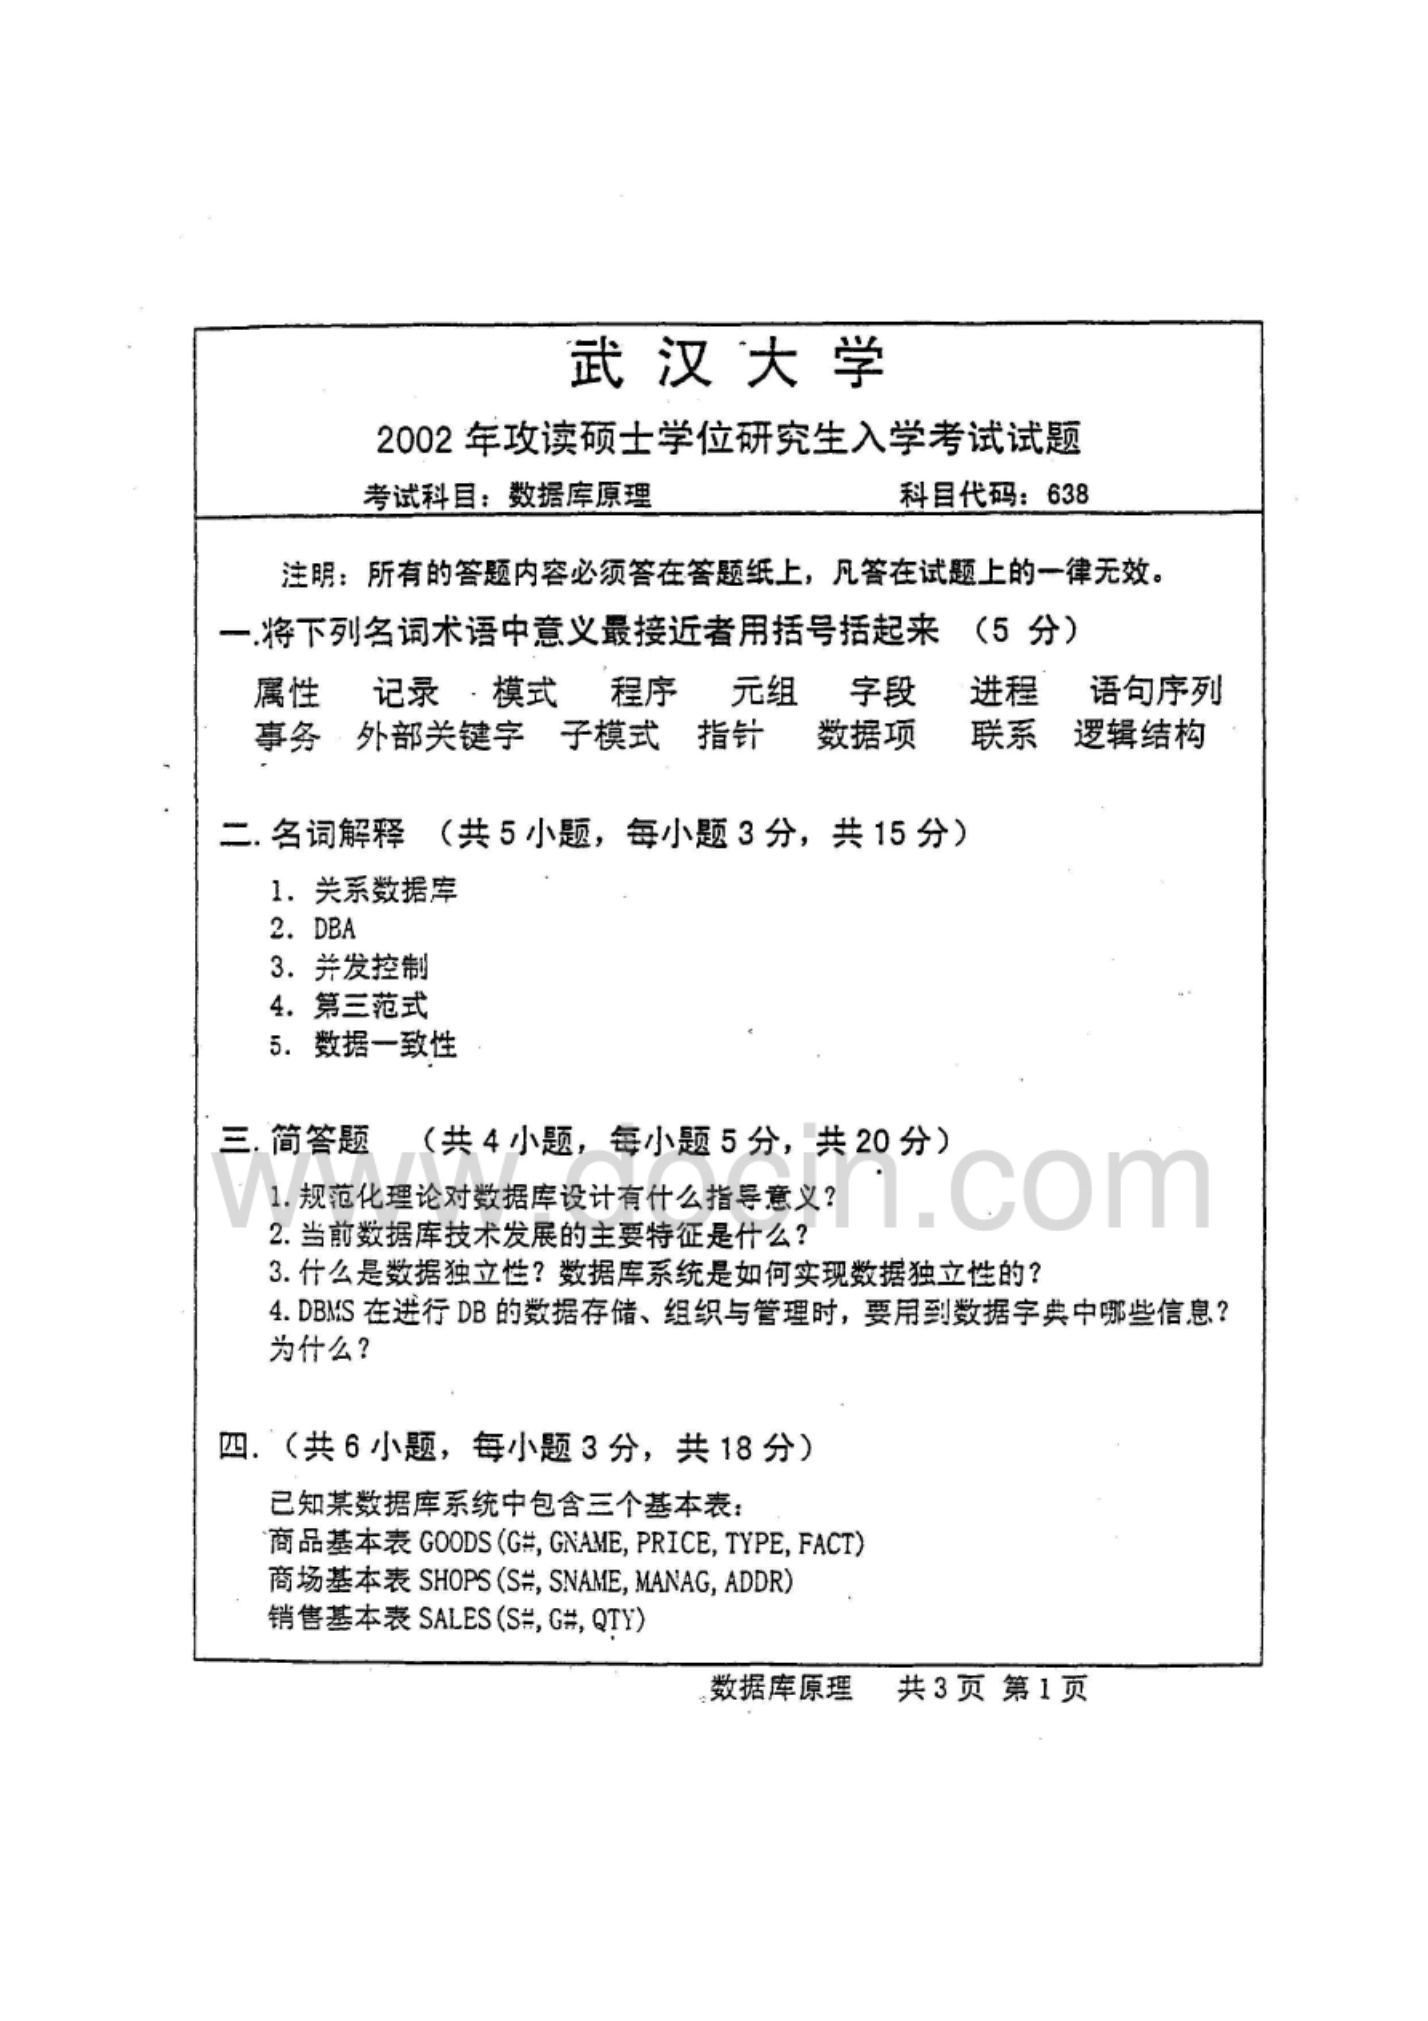 武汉大学
2002年攻读硕士学位研究生入学考试试题
考试科目：数据库原理 科目代码：638
注明：所有的答题内容必须答在答题纸上，凡答在试题上的一律无效。
一.将下列名词术语中意义最接近者用括号括起来 （5 分）
属性 记录 模式 程序 元组 字段 进程 语句序列
事务 外部关键字 子模式 指针 数据项 联系 逻辑结构
二.名词解释 （共5小题，每小题3分，共15分）
1. 关系数据库
2. DBA
3. 并发控制
4. 第三范式
5. 数据一致性
三.简答题 （共4小题，每小题5分，共20分）
1.规范化理论对数据库设计有什么指导意义？
2.当前数据库技术发展的主要特征是什么？
3.什么是数据独立性？数据库系统是如何实现数据独立性的？
4.DBMS在进行DB的数据存储、组织与管理时，要用到数据字典中哪些信息？
为什么？
四.（共6小题，每小题3分，共18分）
已知某数据库系统中包含三个基本表：
商品基本表GOODS(G#,GNAME,PRICE,TYPE,FACT)
商场基本表SHOPS(S#,SNAME,MANAG,ADDR)
销售基本表SALES(S#,G#,QTY)
数据库原理 共3页 第1页
www.docin.com